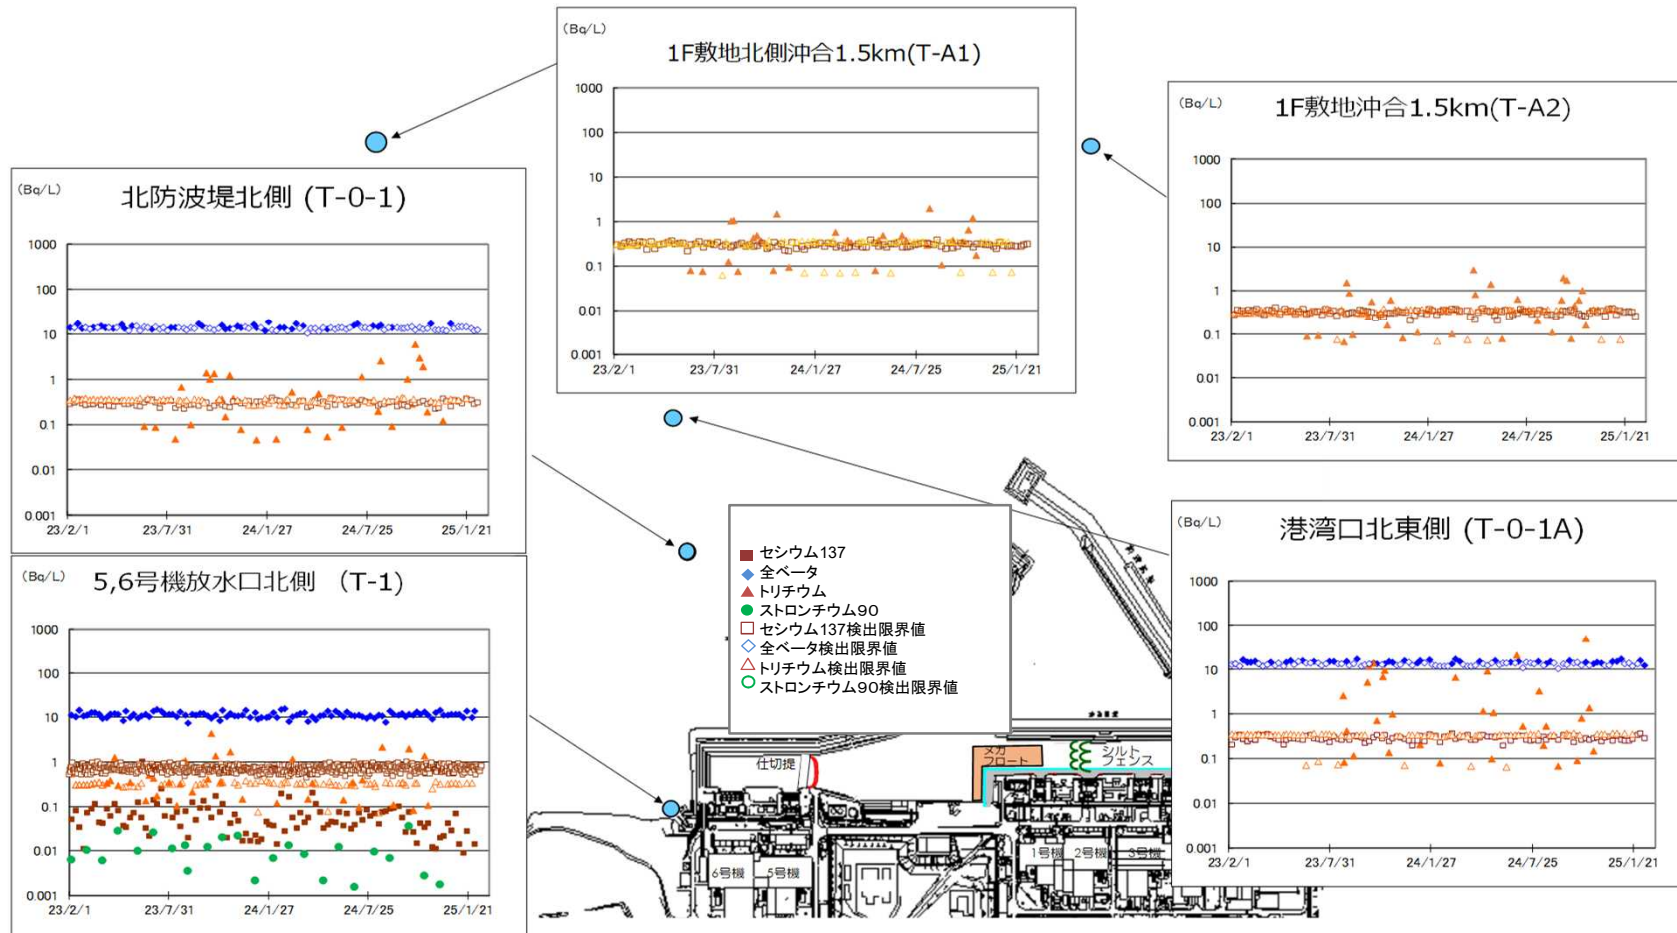 (Bq/L)
1F敷地北側沖合1.5km(T-A1)
1000
100
10
1
0.1
0.01
0.001
23/2/1
23/7/31
24/1/27
24/7/25
25/1/21
(Bq/L)
1F敷地沖合1.5km(T-A2)
1000
100
10
1
0.1
0.01
0.001
23/2/1
23/7/31
24/1/27
24/7/25
25/1/21
(Bq/L)
北防波堤北側 (T-0-1)
1000
100
10
1
0.1
0.01
0.001
23/2/1
23/7/31
24/1/27
24/7/25
25/1/21
セシウム137
全ベータ
トリチウム
ストロンチウム90
セシウム137検出限界値
全ベータ検出限界値
トリチウム検出限界値
ストロンチウム90検出限界値
(Bq/L)
港湾口北東側 (T-0-1A)
1000
100
10
1
0.1
0.01
0.001
23/2/1
23/7/31
24/1/27
24/7/25
25/1/21
(Bq/L)
5,6号機放水口北側 (T-1)
1000
100
10
1
0.1
0.01
0.001
23/2/1
23/7/31
24/1/27
24/7/25
25/1/21
仕切堤
メガ
フロート
シルト
フェンス
6号機
5号機
1号機
2号機
3号機